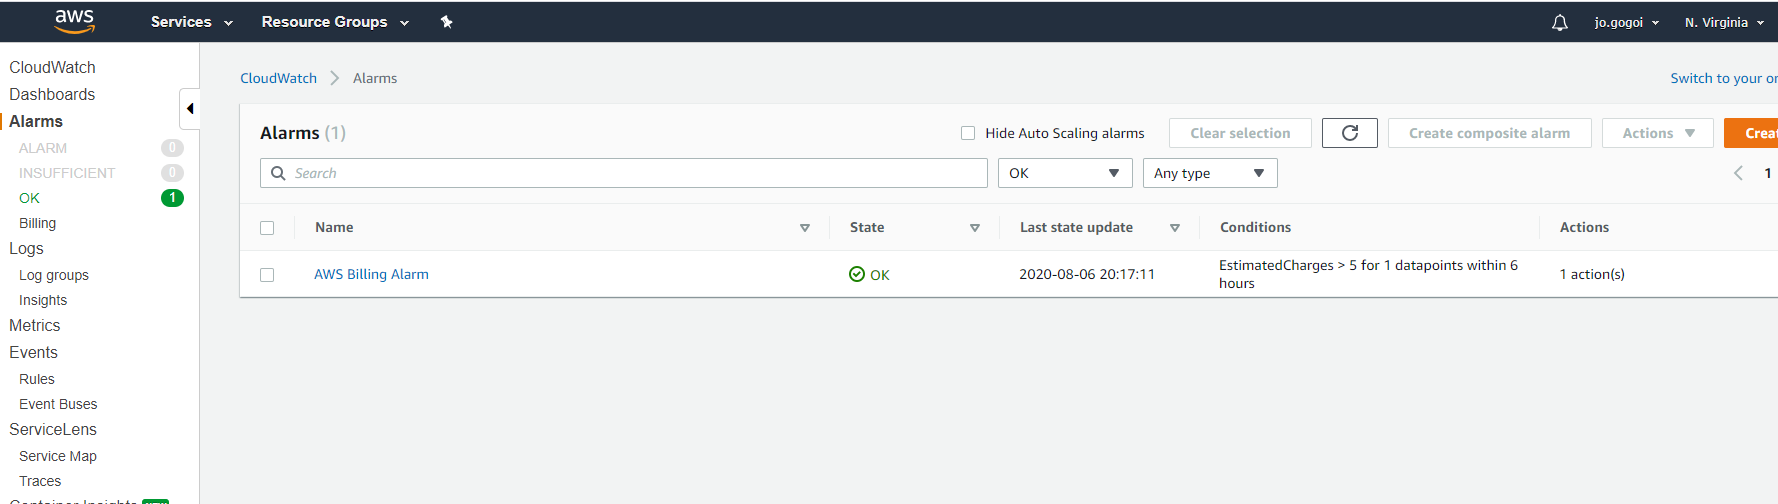 aws Services Resource Groups jo.gogoi N. Virginia
CloudWatch
Dashboards
Alarms
ALARM 0
INSUFFICIENT 0
OK 1
Billing
Logs
Log groups
Insights
Metrics
Events
Rules
Event Buses
ServiceLens
Service Map
Traces
Container Insights NEW
CloudWatch Alarms
Switch to your or
Alarms (1)
Hide Auto Scaling alarms Clear selection Create composite alarm Actions Creat
Search OK Any type 1
Name State Last state update Conditions Actions
AWS Billing Alarm OK 2020-08-06 20:17:11 EstimatedCharges > 5 for 1 datapoints within 6
hours 1 action(s)